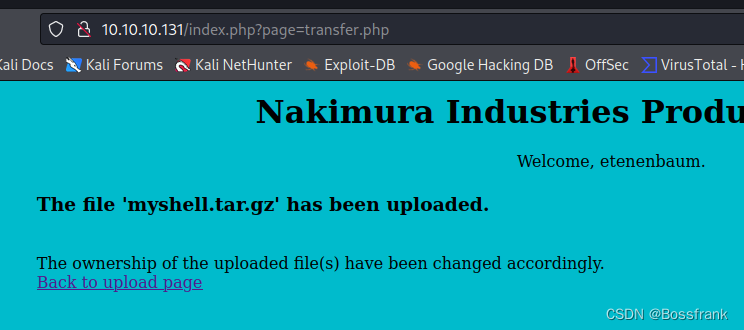 10.10.10.131/index.php?page=transfer.php
Kali Docs Kali Forums Kali NetHunter Exploit-DB Google Hacking DB OffSec VirusTotal - H
Nakimura Industries Produ
Welcome, etenenbaum.
The file 'myshell.tar.gz' has been uploaded.
The ownership of the uploaded file(s) have been changed accordingly.
Back to upload page
CSDN @Bossfrank